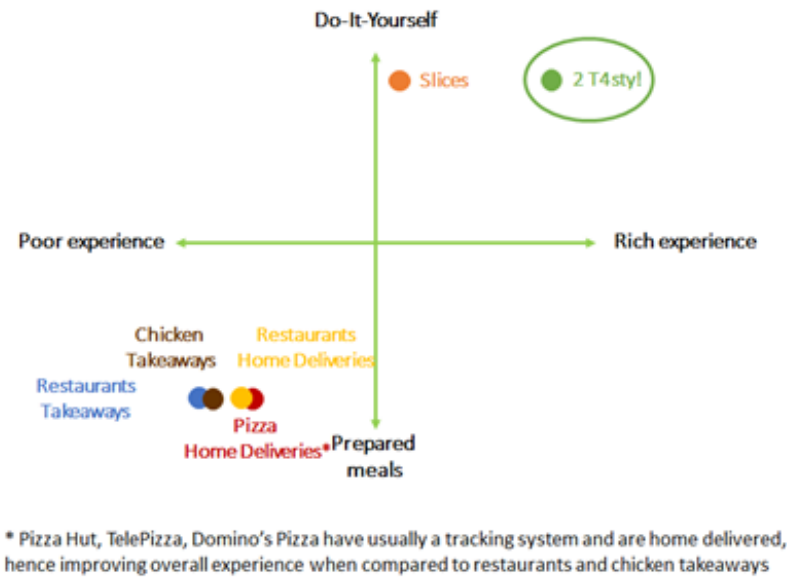 Do-It-Yourself
Slices
2 T4sty!
Poor experience
Rich experience
Chicken
Takeaways
Restaurants
Home Deliveries
Restaurants
Takeaways
Pizza
Home Deliveries*
Prepared
meals
* Pizza Hut, TelePizza, Domino's Pizza have usually a tracking system and are home delivered,
hence improving overall experience when compared to restaurants and chicken takeaways